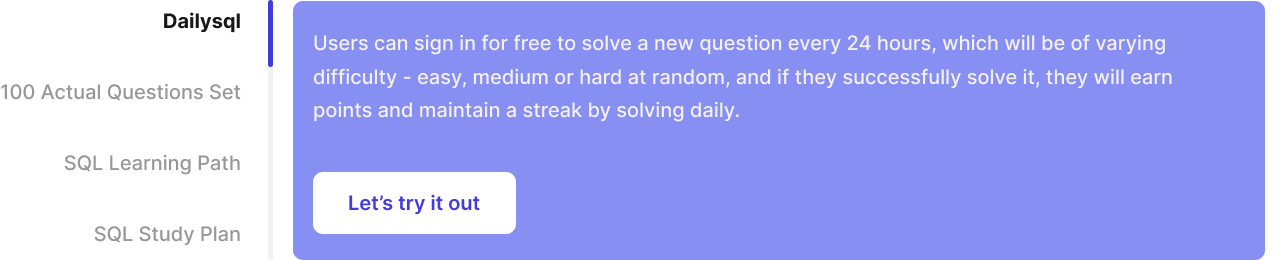 Dailysql
100 Actual Questions Set
SQL Learning Path
SQL Study Plan
Users can sign in for free to solve a new question every 24 hours, which will be of varying
difficulty - easy, medium or hard at random, and if they successfully solve it, they will earn
points and maintain a streak by solving daily.
Let’s try it out